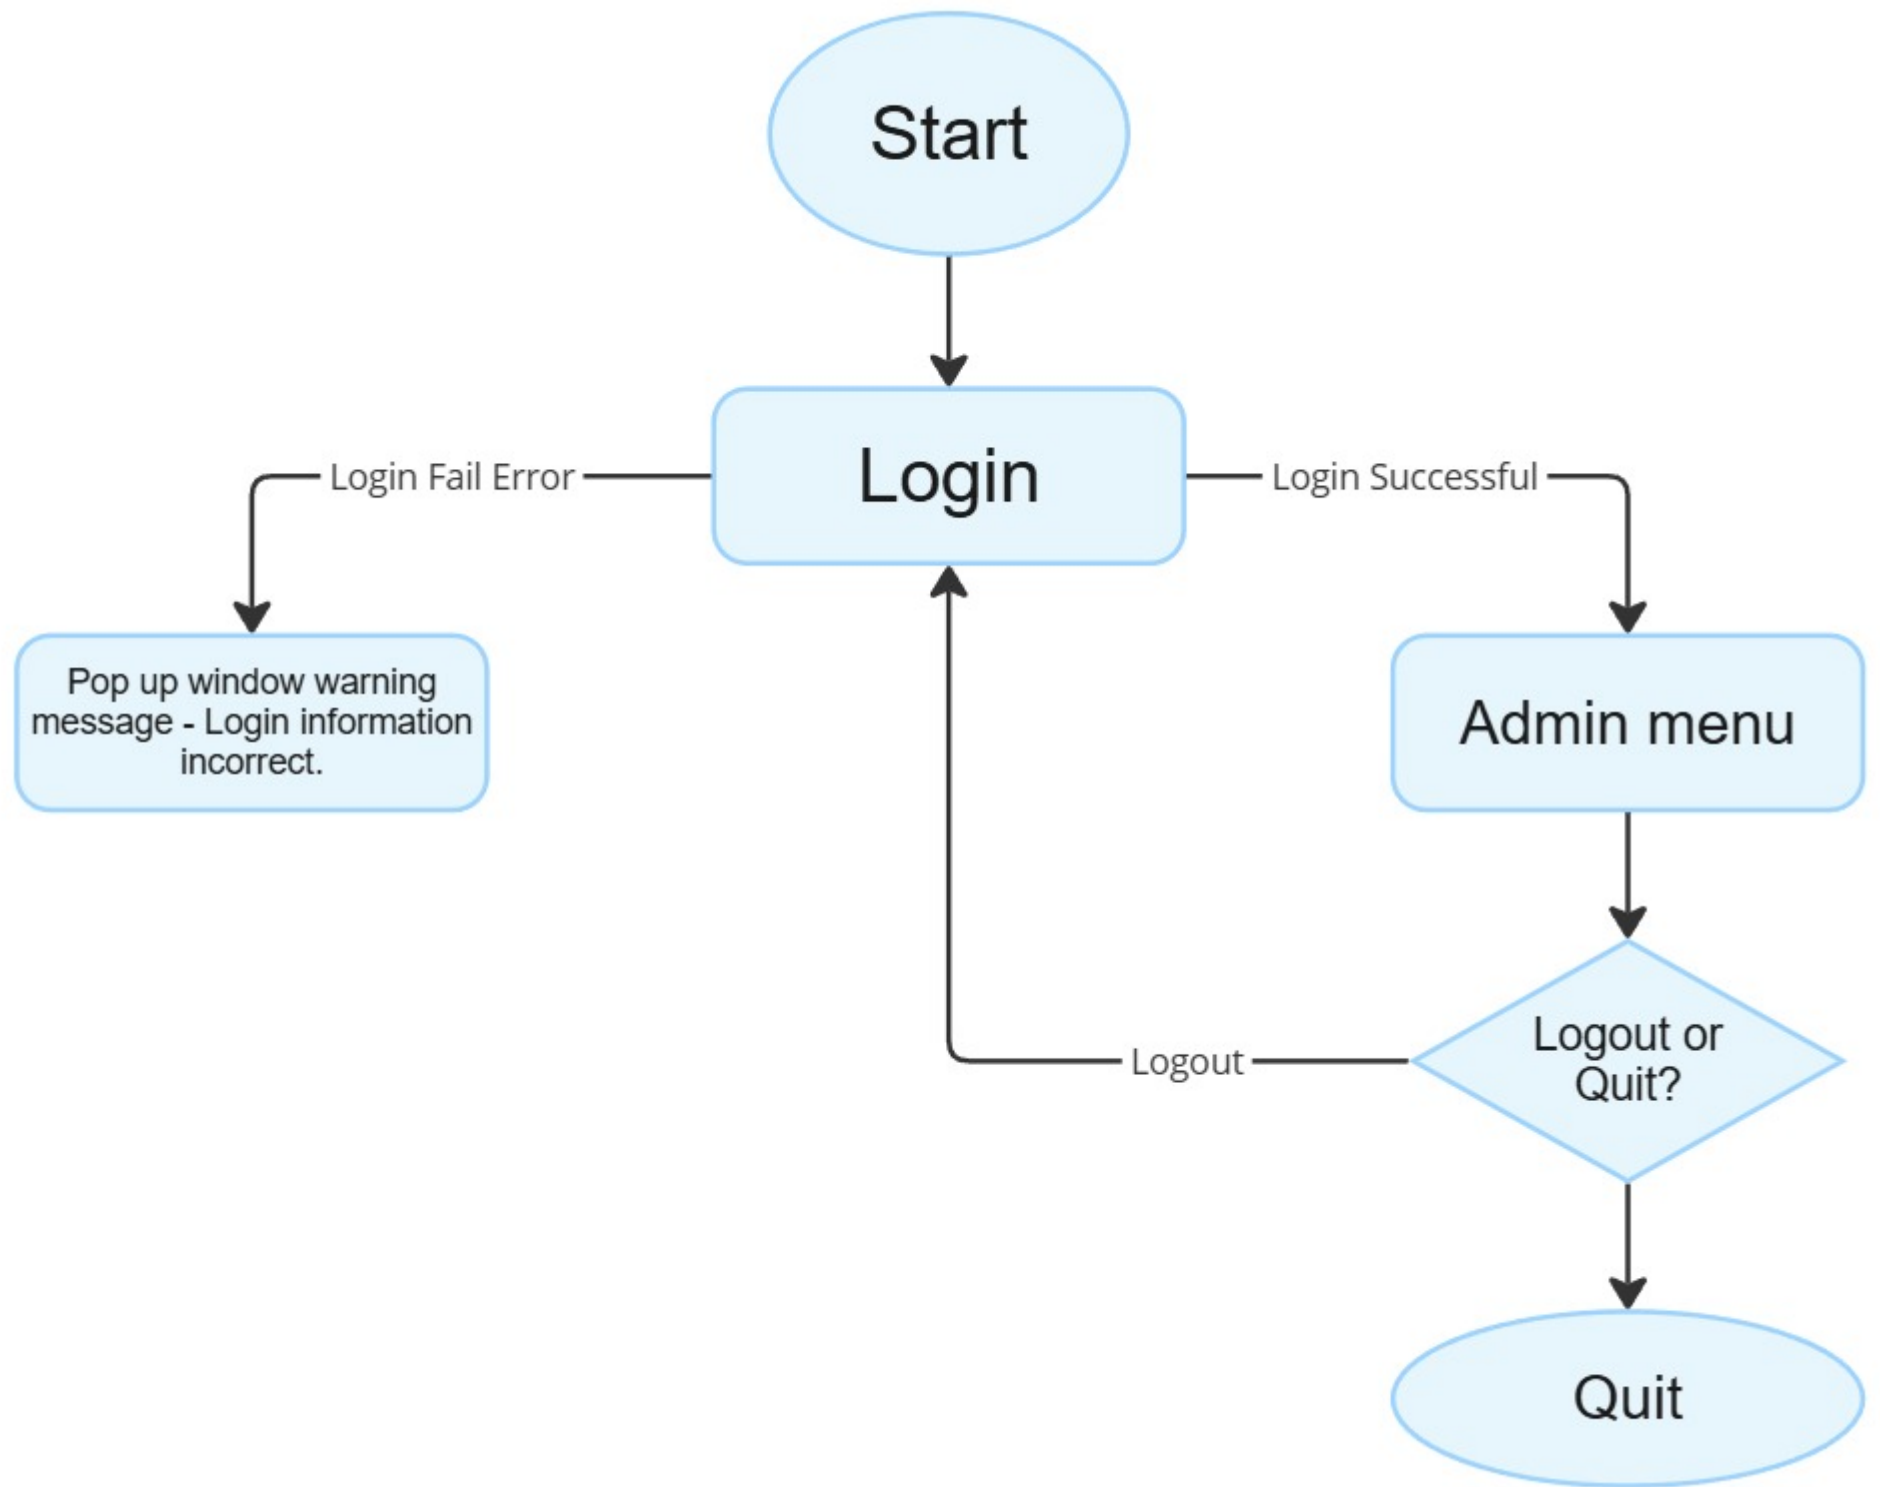 Start
Login
Login Fail Error
Login Successful
Pop up window warning
message - Login information
incorrect.
Admin menu
Logout or
Quit?
Logout
Quit